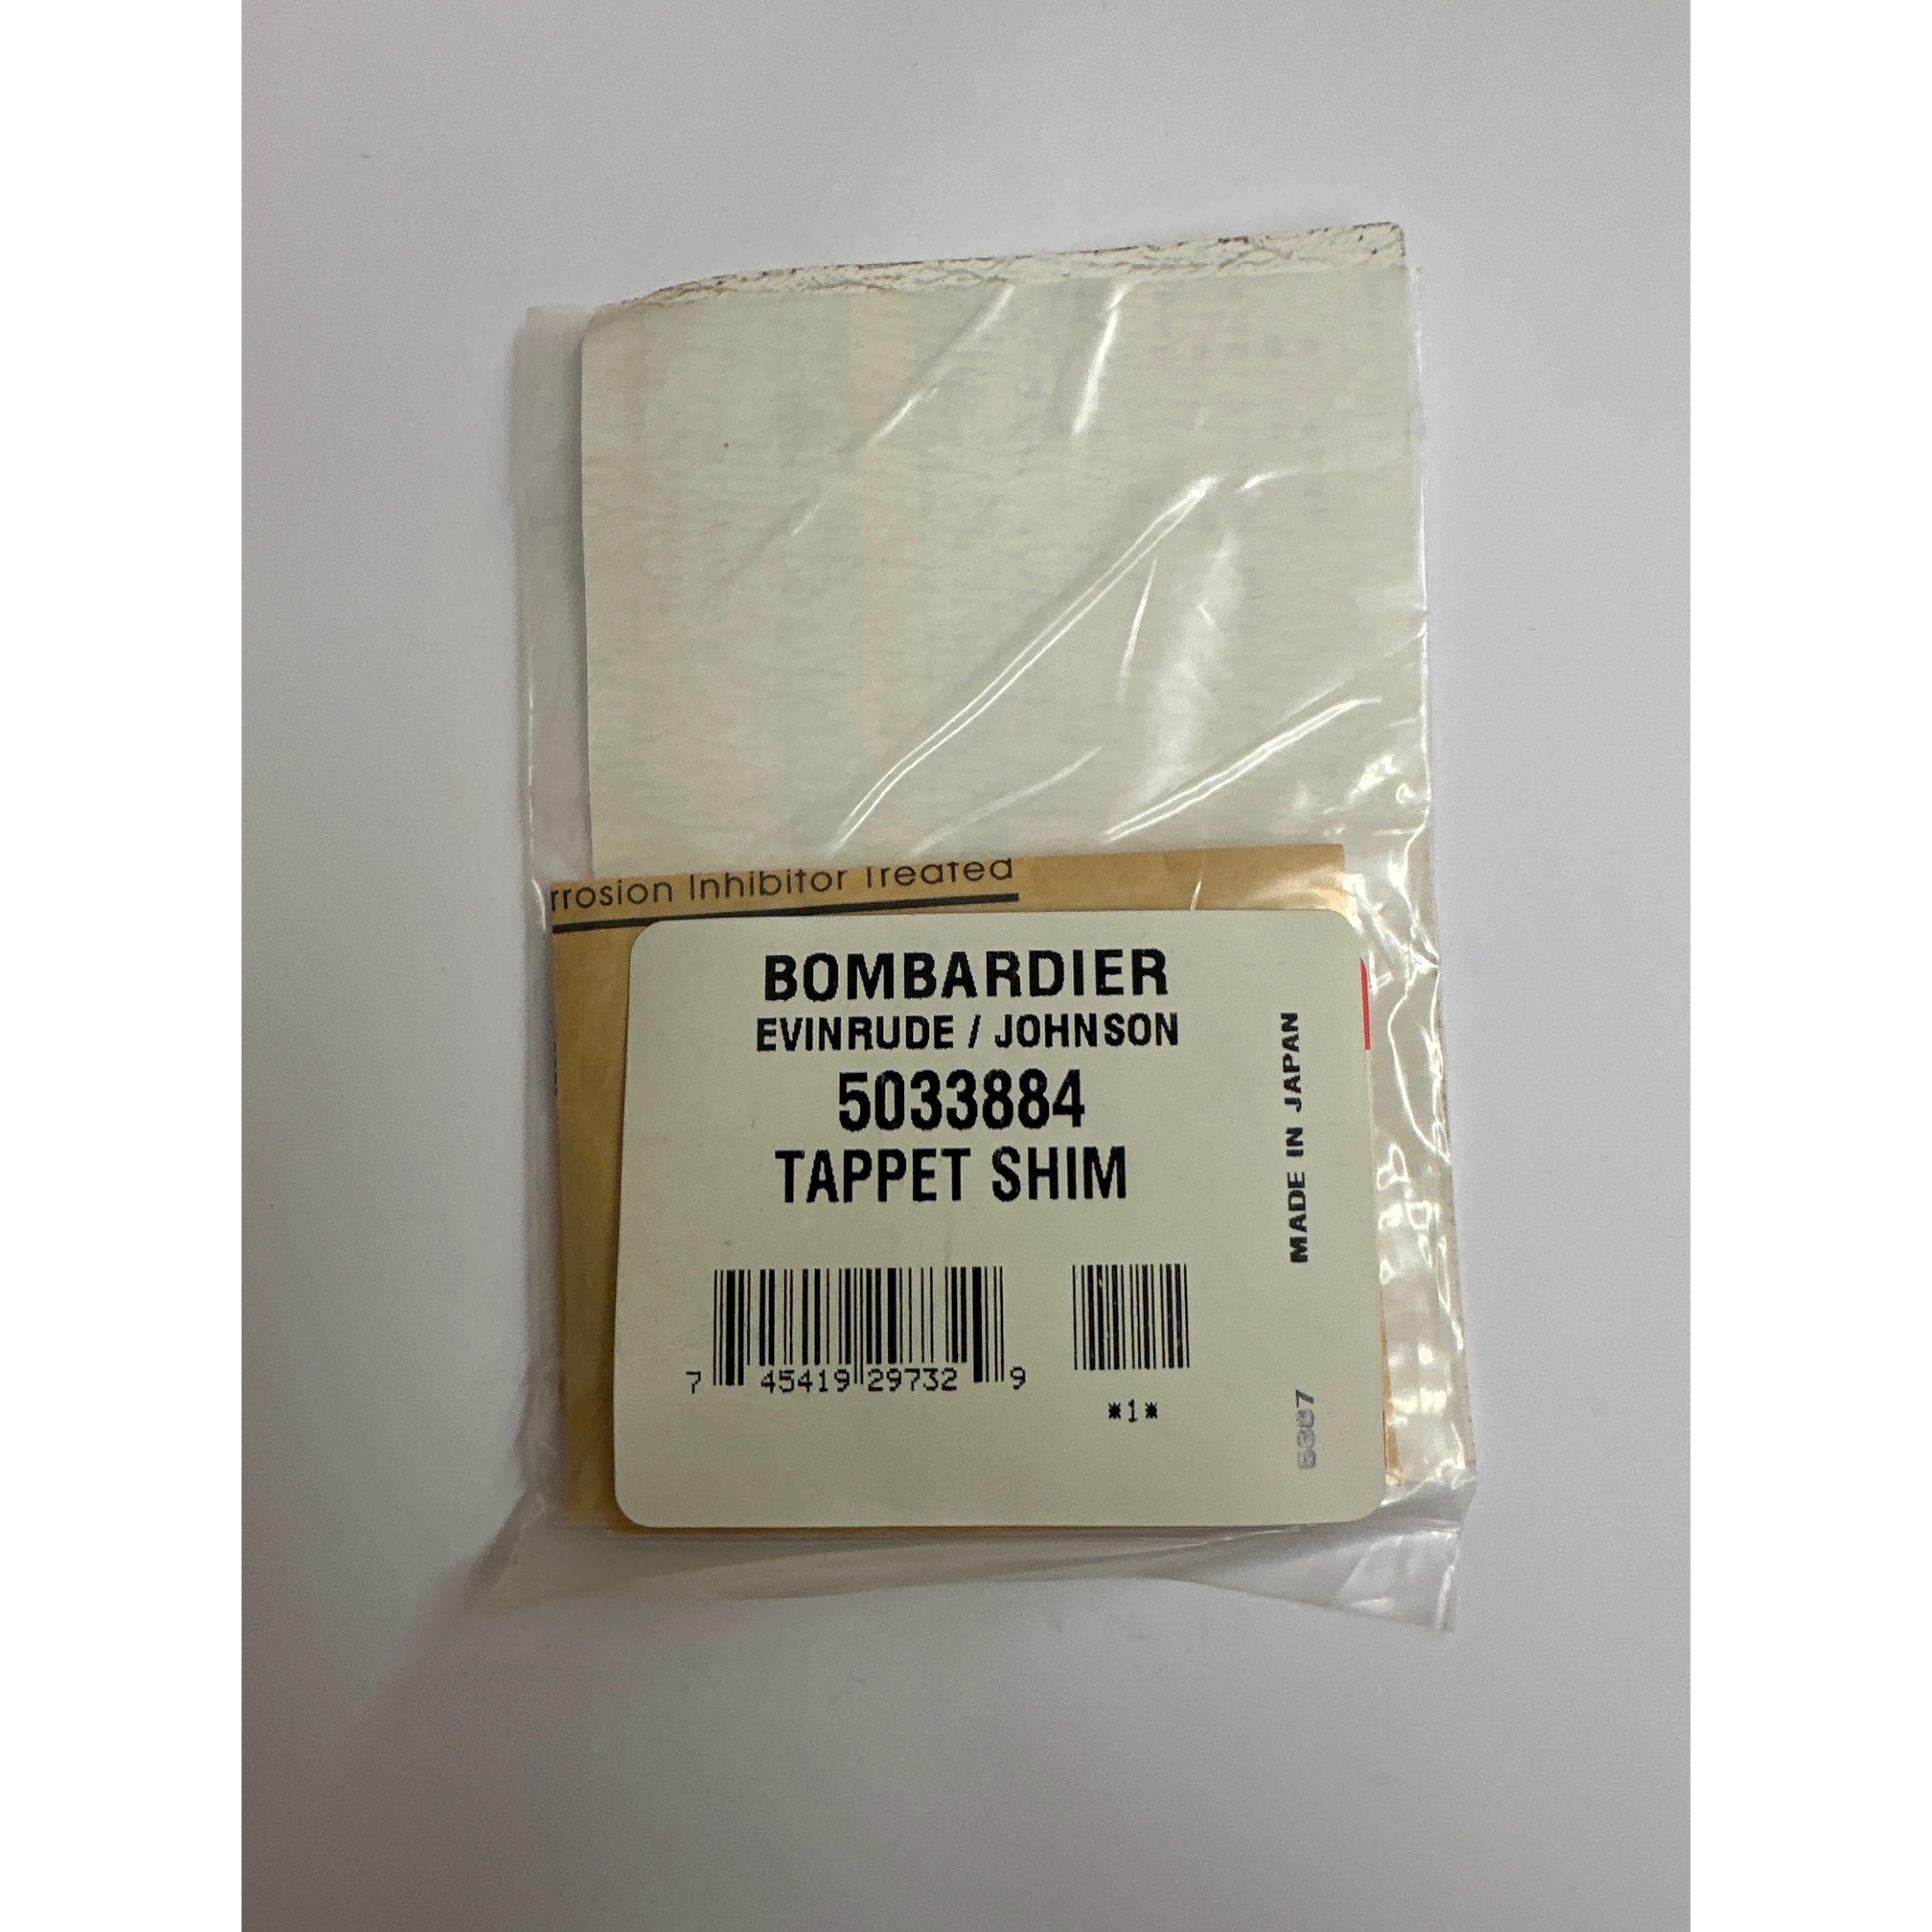 rrosion Inhibitor Treated
BOMBARDIER
EVINRUDE / JOHNSON
5033884
TAPPET SHIM
MADE IN JAPAN
7 45419 29732 9
*1*